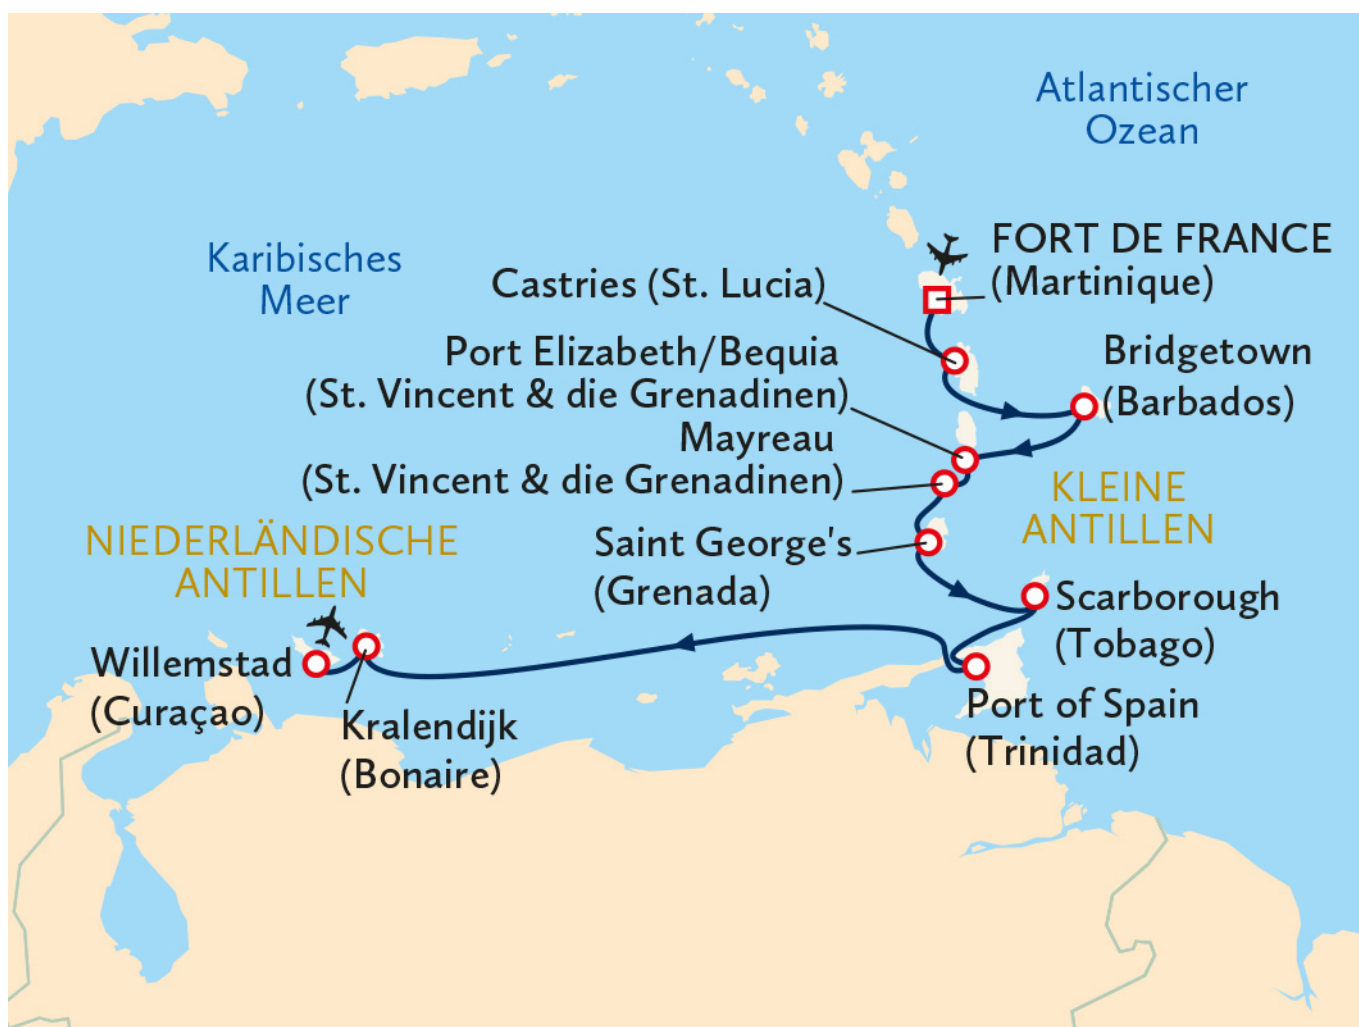 Atlantischer
Ozean
Karibisches
Meer
FORT DE FRANCE
(Martinique)
Castries (St. Lucia)
Port Elizabeth/Bequia
(St. Vincent & die Grenadinen)
Bridgetown
(Barbados)
Mayreau
(St. Vincent & die Grenadinen)
KLEINE
ANTILLEN
NIEDERLÄNDISCHE
ANTILLEN
Saint George's
(Grenada)
Scarborough
(Tobago)
Willemstad
(Curaçao)
Kralendijk
(Bonaire)
Port of Spain
(Trinidad)